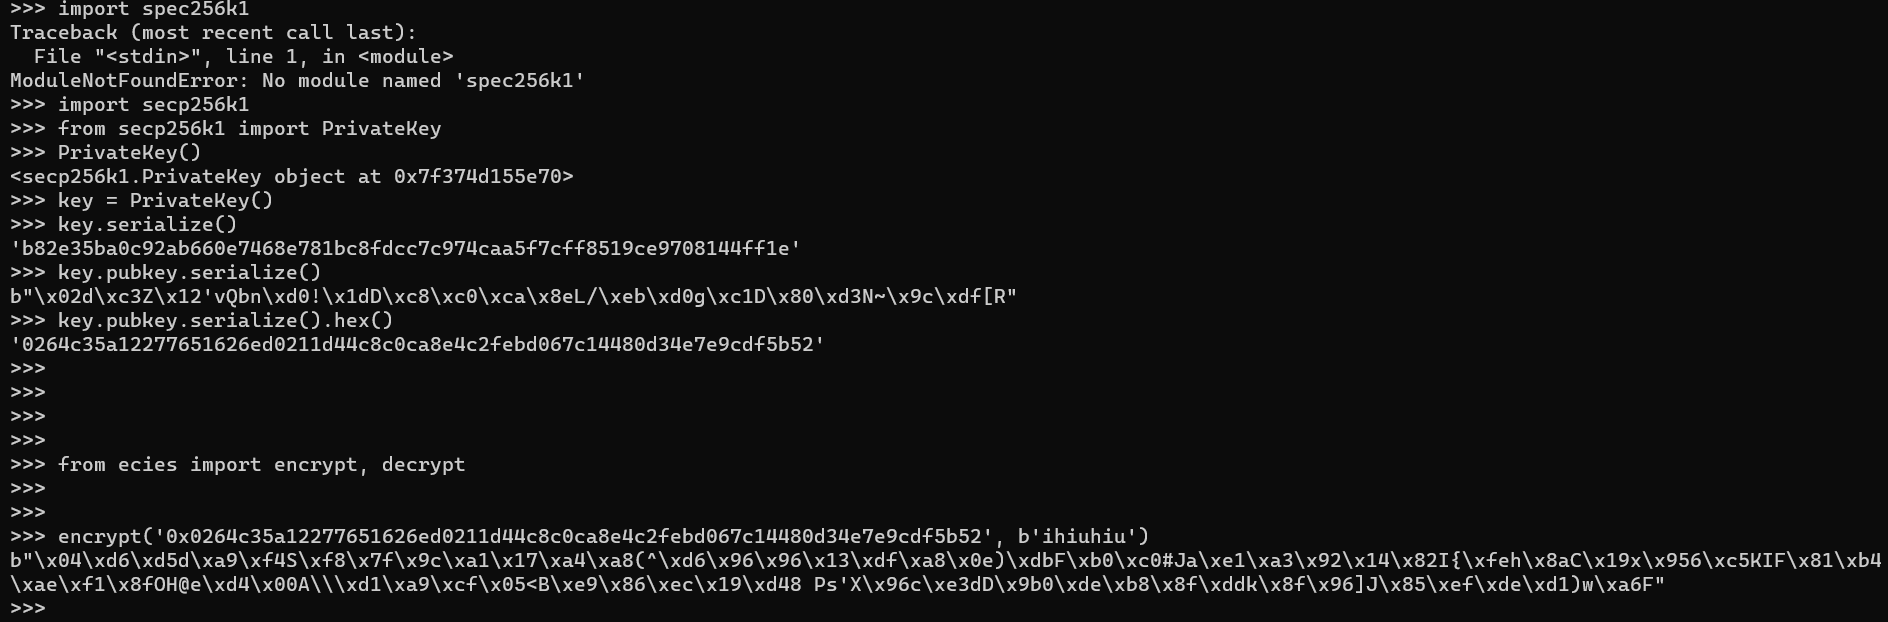 >>> import spec256k1
Traceback (most recent call last):
  File "<stdin>", line 1, in <module>
ModuleNotFoundError: No module named 'spec256k1'
>>> import secp256k1
>>> from secp256k1 import PrivateKey
>>> PrivateKey()
<secp256k1.PrivateKey object at 0x7f374d155e70>
>>> key = PrivateKey()
>>> key.serialize()
'b82e35ba0c92ab660e7468e781bc8fdcc7c974caa5f7cff8519ce9708144ff1e'
>>> key.pubkey.serialize()
b"\x02d\xc3Z\x12'vQbn\xd0!\x1dD\xc8\xc0\xca\x8eL/\xeb\xd0g\xc1D\x80\xd3N~\x9c\xdf[R"
>>> key.pubkey.serialize().hex()
'0264c35a12277651626ed0211d44c8c0ca8e4c2febd067c14480d34e7e9cdf5b52'
>>>
>>>
>>>
>>>
>>> from ecies import encrypt, decrypt
>>>
>>>
>>> encrypt('0x0264c35a12277651626ed0211d44c8c0ca8e4c2febd067c14480d34e7e9cdf5b52', b'ihiuhiu')
b"\x04\xd6\xd5d\xa9\xf4S\xf8\x7f\x9c\xa1\x17\xa4\xa8(^\xd6\x96\x96\x13\xdf\xa8\x0e)\xdbF\xb0\xc0#Ja\xe1\xa3\x92\x14\x82I{\xfeh\x8aC\x19x\x956\xc5KIF\x81\xb4
\xae\xf1\x8fOH@e\xd4\x00A\\\xd1\xa9\xcf\x05<B\xe9\x86\xec\x19\xd48 Ps'X\x96c\xe3dD\x9b0\xde\xb8\x8f\xddk\x8f\x96]J\x85\xef\xde\xd1)w\xa6F"
>>>